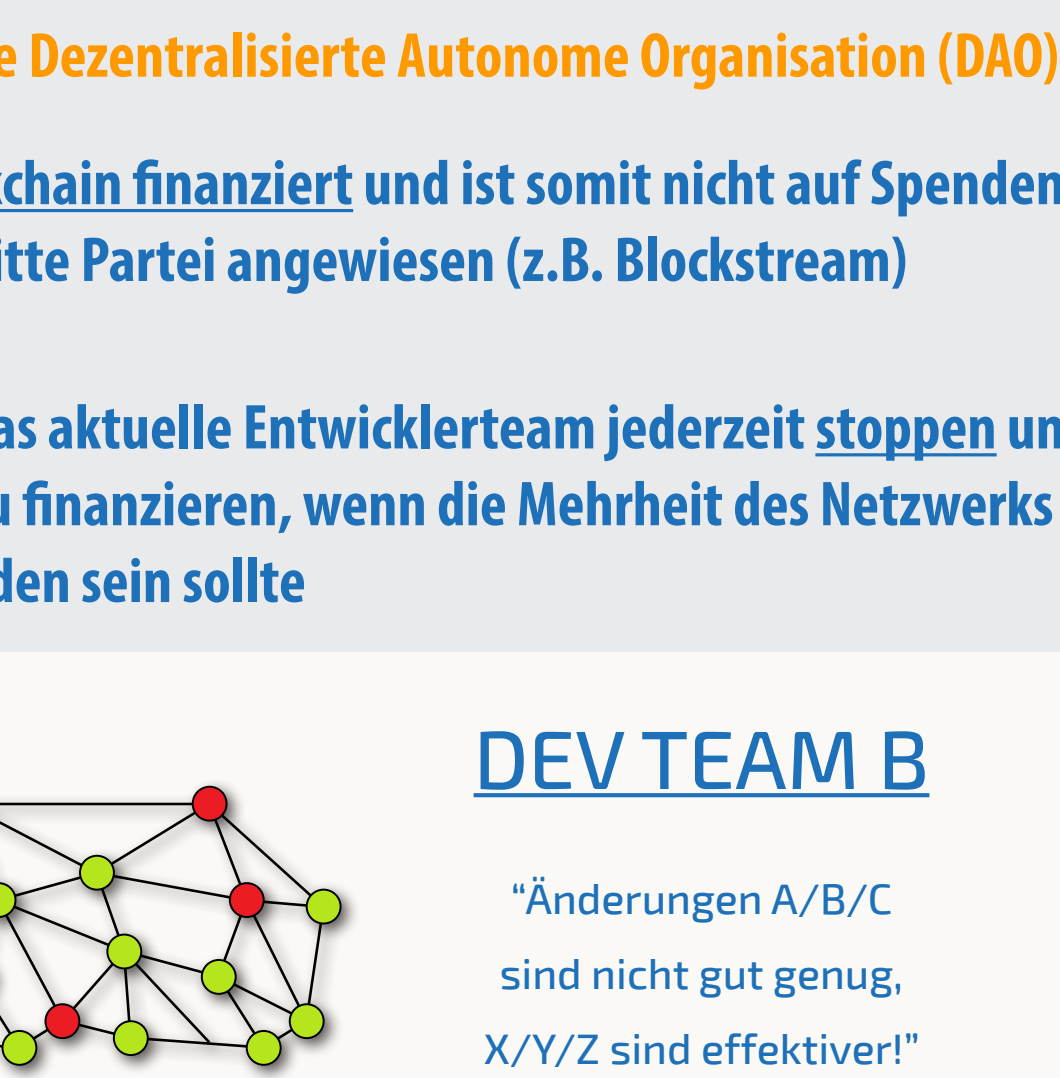 e Dezentralisierte Autonome Organisation (DAO)
chain finanziert und ist somit nicht auf Spenden
itte Partei angewiesen (z.B. Blockstream)
as aktuelle Entwicklerteam jederzeit stoppen un
u finanzieren, wenn die Mehrheit des Netzwerks
den sein sollte
DEV TEAM B
“Änderungen A/B/C
sind nicht gut genug,
X/Y/Z sind effektiver!”